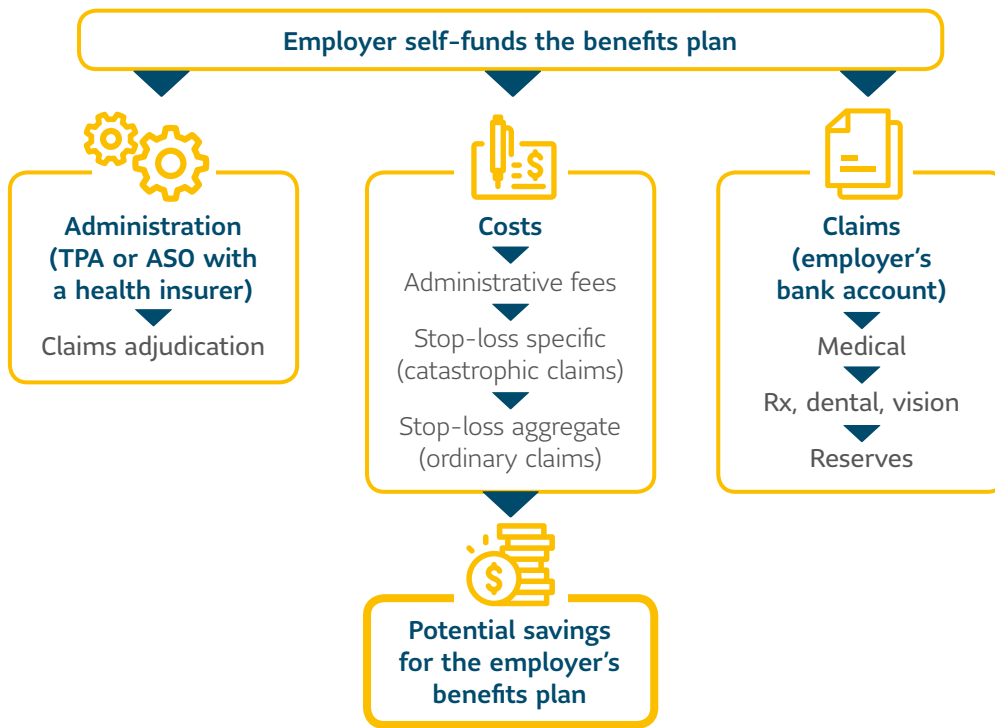 Employer self-funds the benefits plan
Administration
(TPA or ASO with
a health insurer)
Claims adjudication
$
Costs
Administrative fees
Stop-loss specific
(catastrophic claims)
Stop-loss aggregate
(ordinary claims)
Claims
(employer's
bank account)
Medical
Rx, dental, vision
Reserves
$
Potential savings
for the employer's
benefits plan